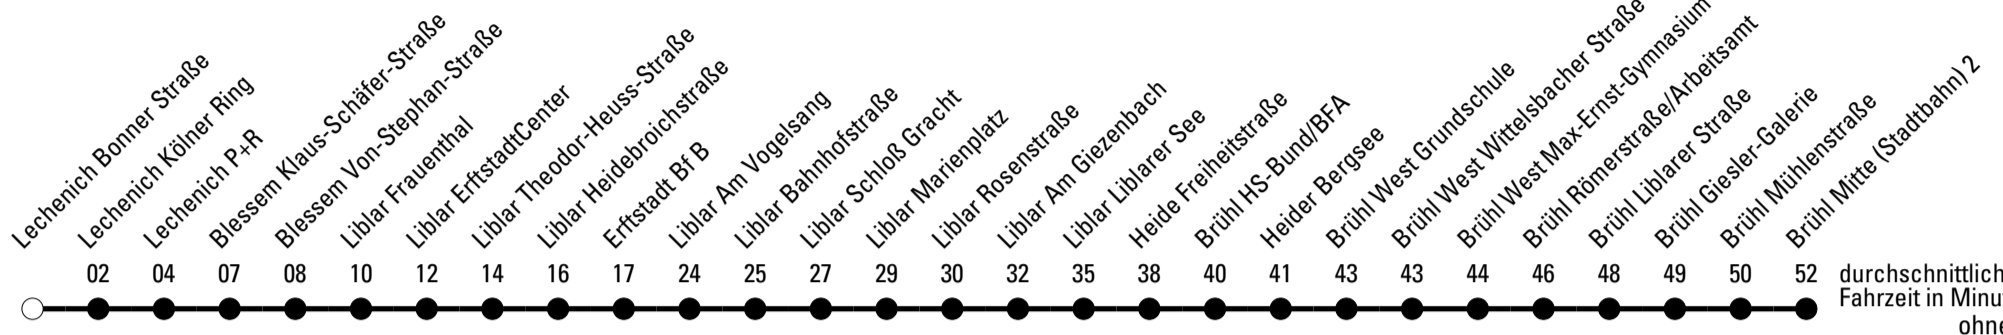 Lechenich Bonner Straße
Lechenich Kölner Ring
Lechenich P+R
Blessem Klaus-Schäfer-Straße
Blessem Von-Stephan-Straße
Liblar Frauenthal
Liblar ErftstadtCenter
Liblar Theodor-Heuss-Straße
Liblar Heidebroichstraße
Erftstadt Bf B
Liblar Am Vogelsang
Liblar Bahnhofstraße
Liblar Schloß Gracht
Liblar Marienplatz
Liblar Rosenstraße
Liblar Am Giezenbach
Liblar Liblarer See
Heide Freiheitstraße
Brühl HS-Bund/BFA
Heider Bergsee
Brühl West Grundschule
Brühl West Wittelsbacher Straße
Brühl West Max-Ernst-Gymnasium
Brühl Römerstraße/Arbeitsamt
Brühl Liblarer Straße
Brühl Giesler-Galerie
Brühl Mühlenstraße
Brühl Mitte (Stadtbahn) 2
02 04 07 08 10 12 14 16 17 24 25 27 29 30 32 35 38 40 41 43 43 44 46 48 49 50 52
durchschnittlich
Fahrzeit in Minu
ohne